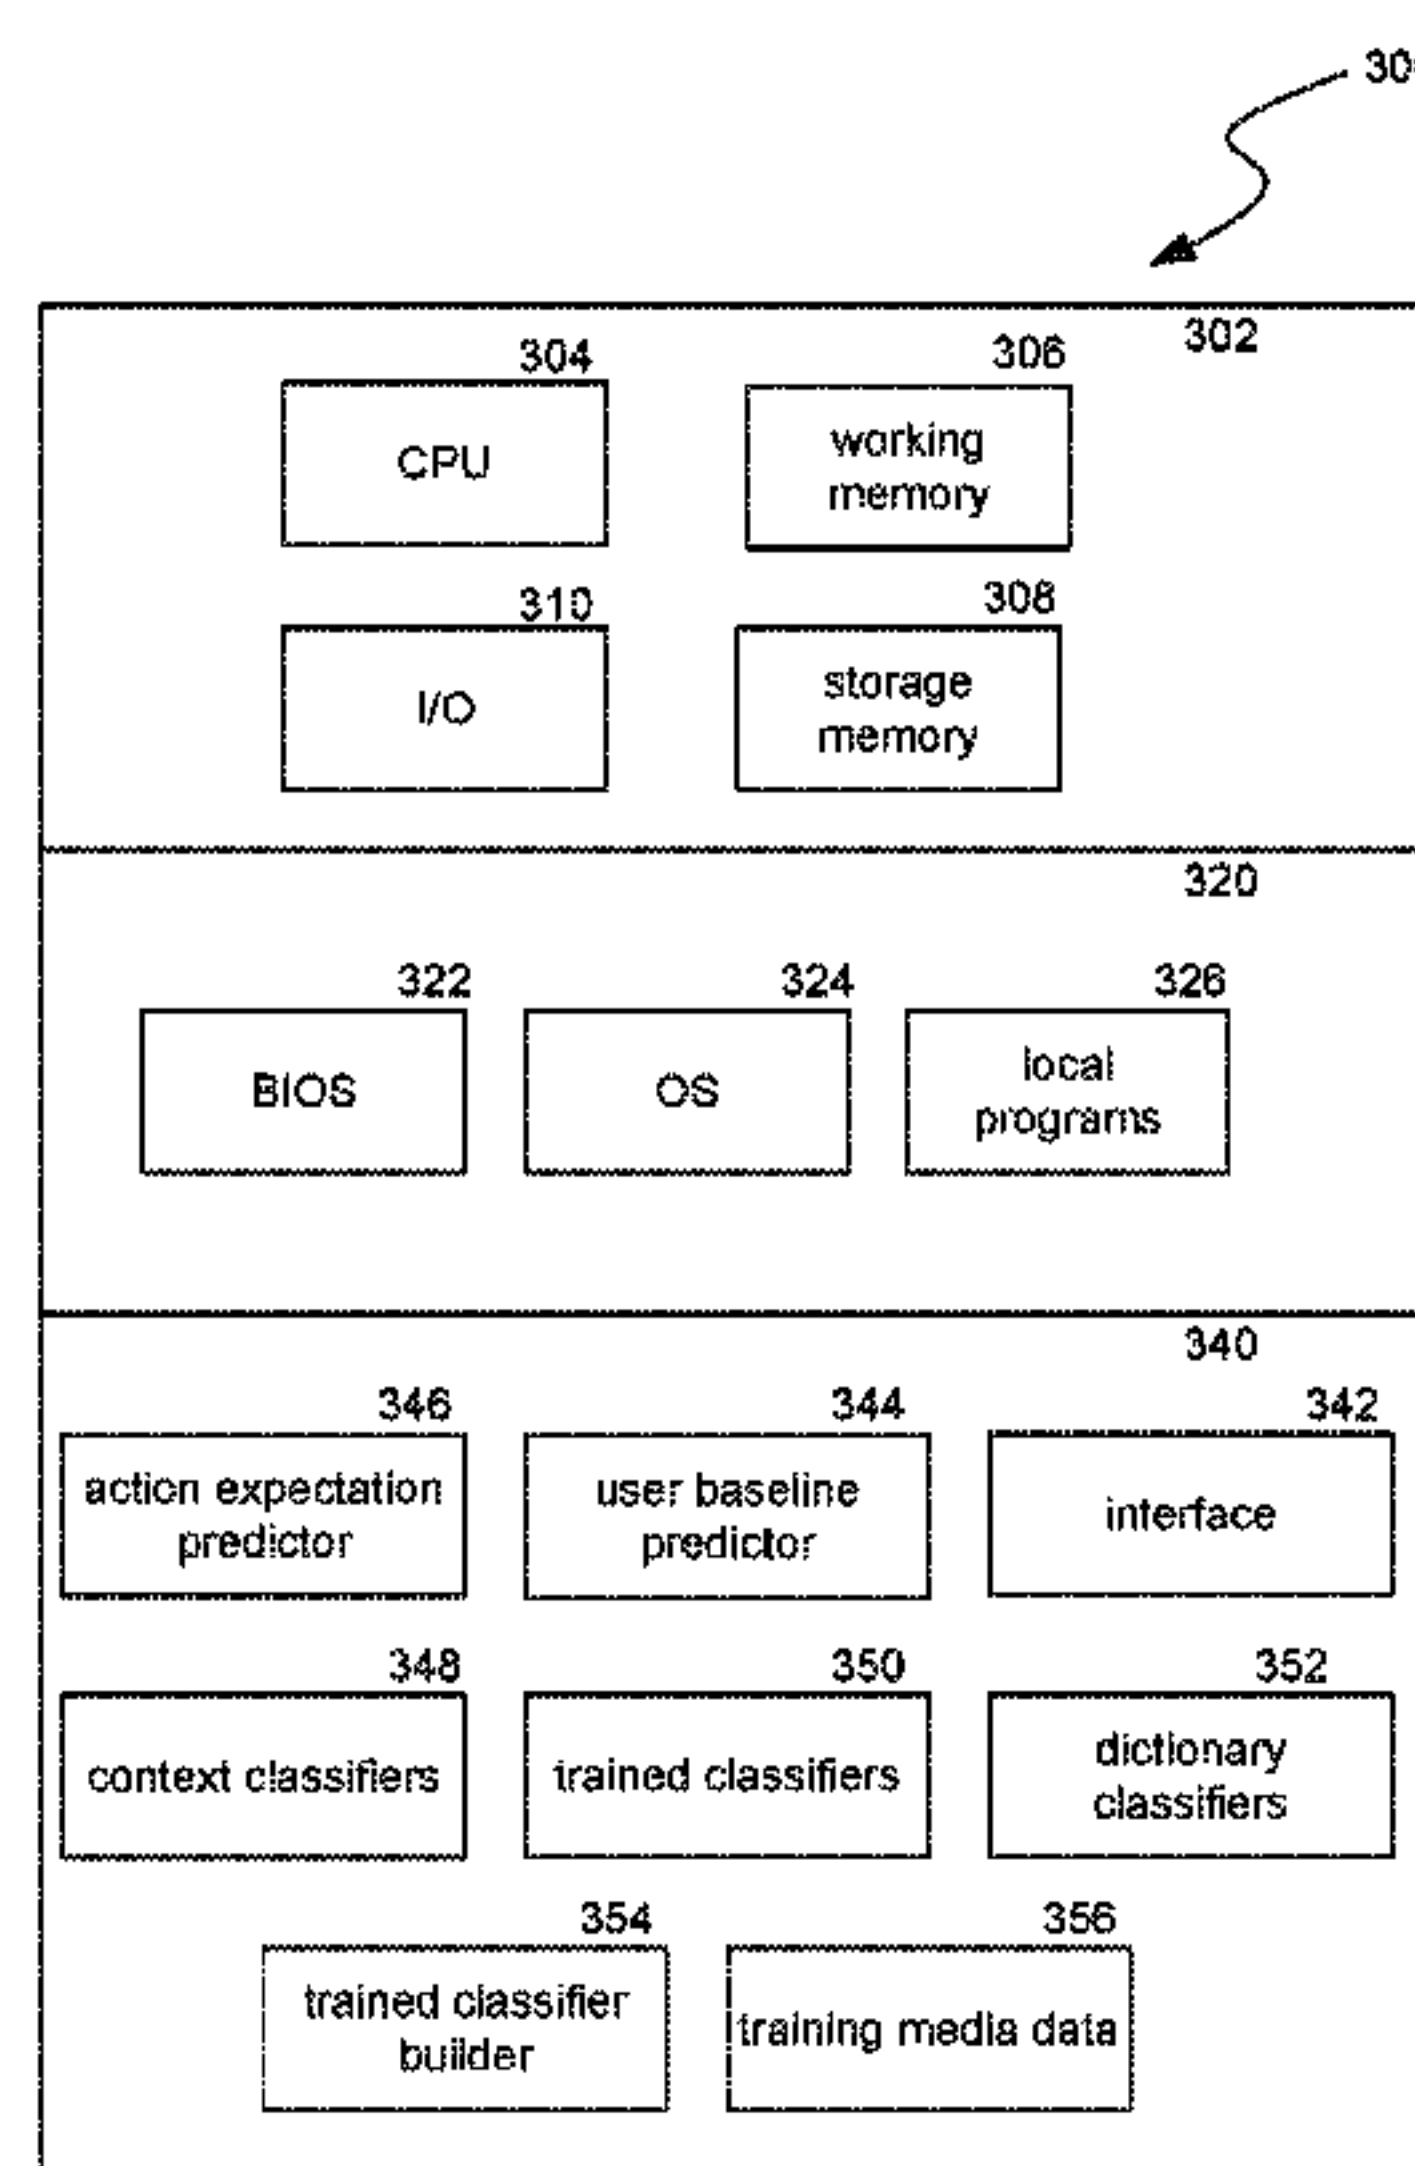 302
304
306
CPU
working
memory
310
308
I/O
storage
memory
320
322
324
326
BIOS
OS
local
programs
340
346
344
342
action expectation
predictor
user baseline
predictor
interface
348
350
352
context classifiers
trained classifiers
dictionary
classifiers
354
356
trained classifier
builder
training media data